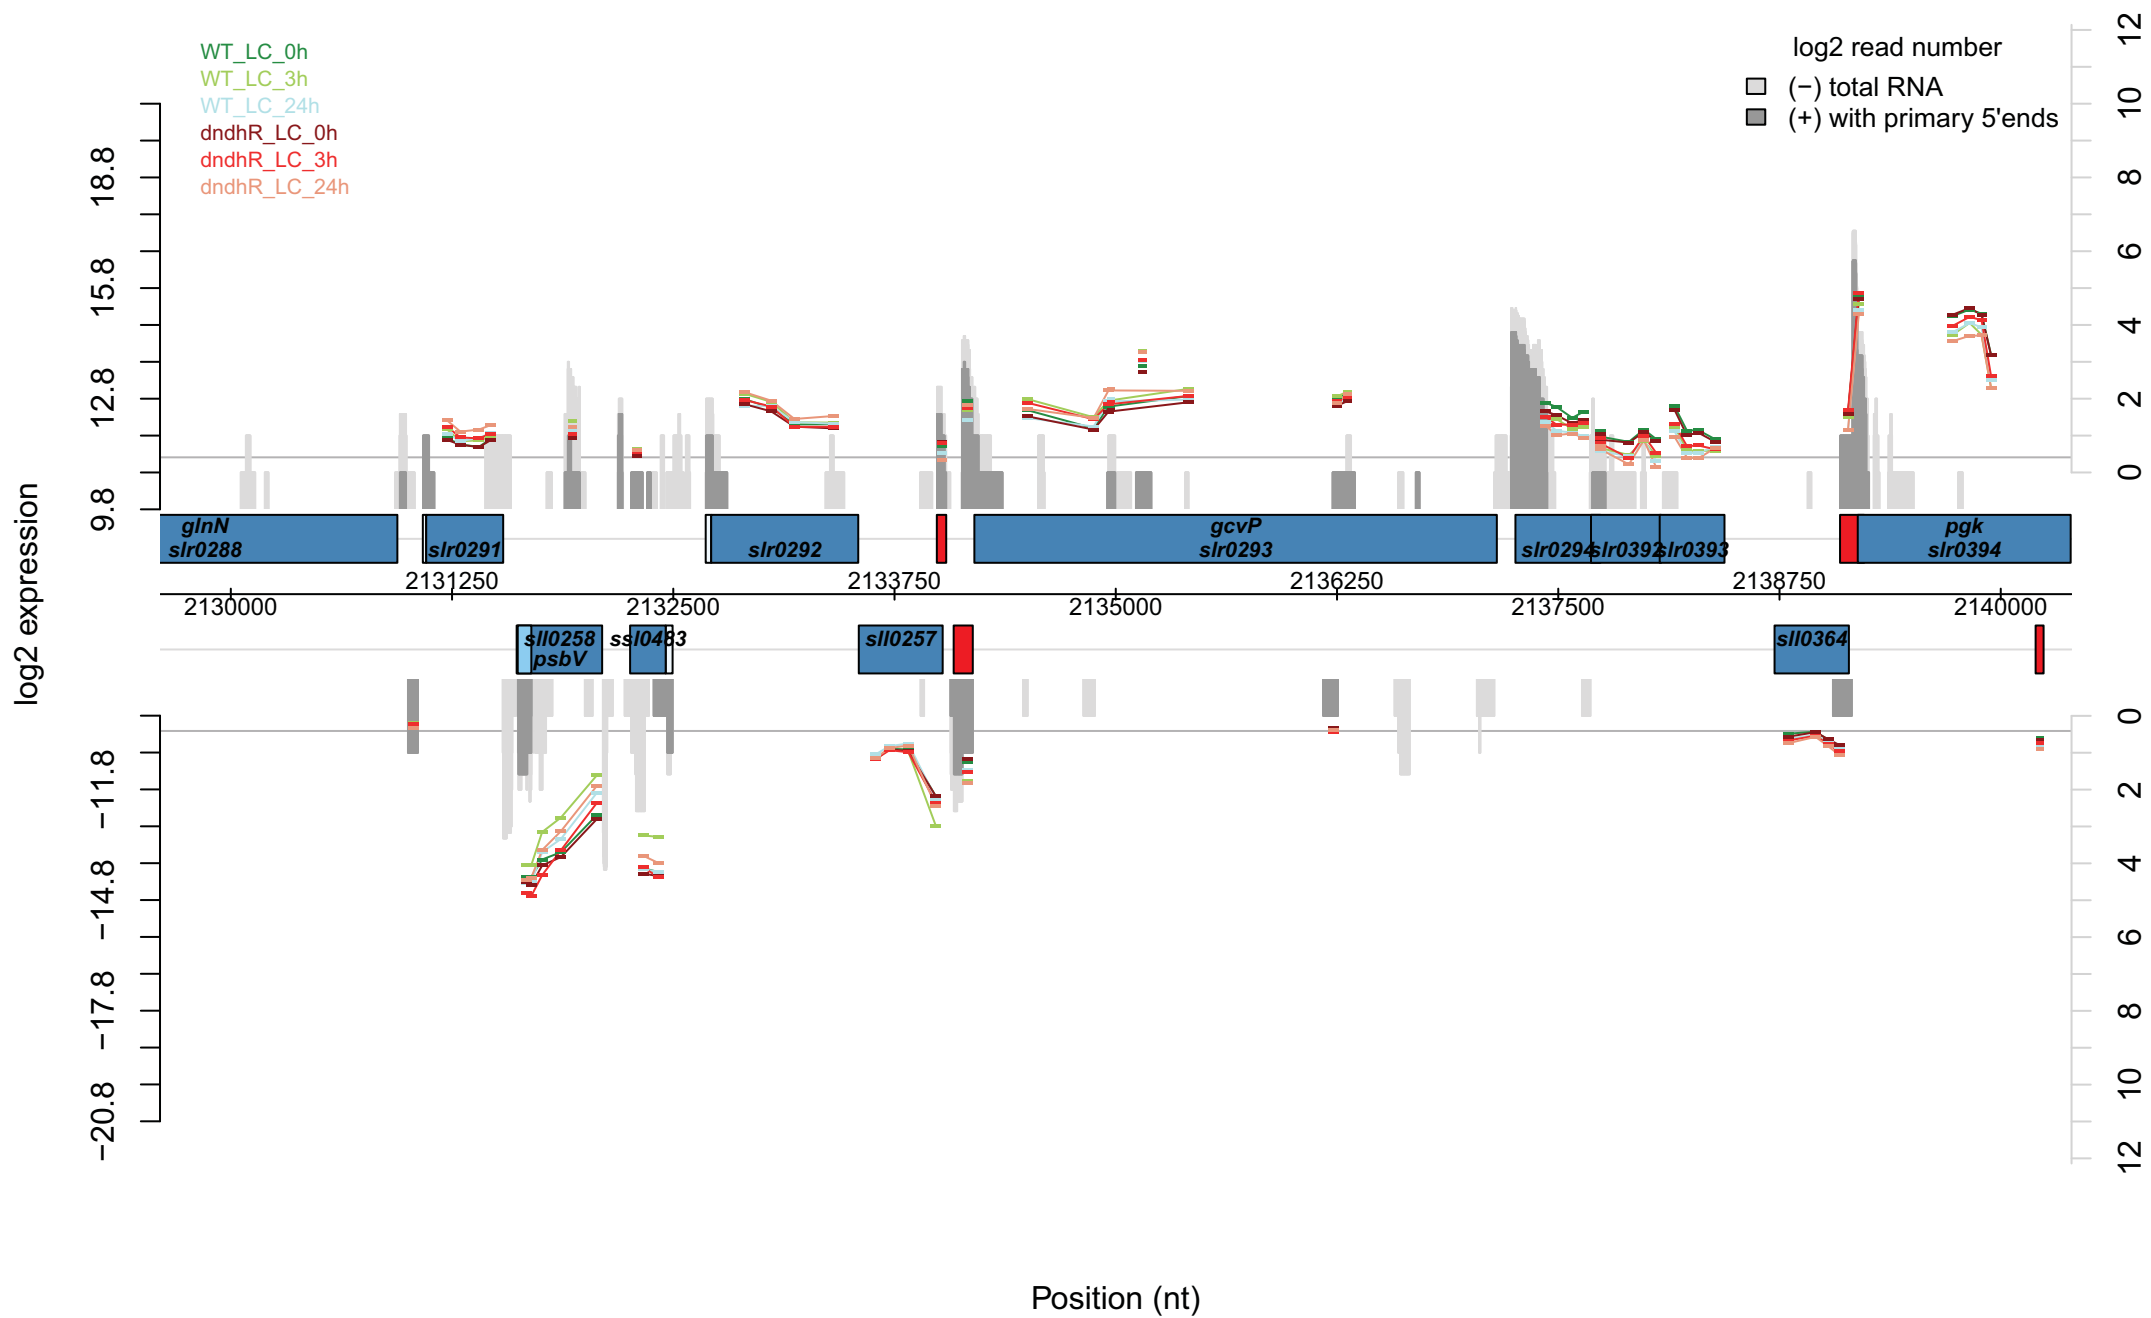 WT_LC_0h
WT_LC_3h
WT_LC_24h
dndhR_LC_0h
dndhR_LC_3h
dndhR_LC_24h
log2 read number
(−) total RNA
(+) with primary 5'ends
log2 expression
18.8
15.8
12.8
9.8
12
10
8
6
4
2
0
glnN
slr0288
slr0291
slr0292
gcvP
slr0293
slr0294
slr0392
slr0393
pgk
slr0394
2131250
2133750
2136250
2138750
2130000
2132500
2135000
2137500
2140000
sll0258
psbV
ssl0483
sll0257
sll0364
−11.8
−14.8
−17.8
−20.8
0
2
4
6
8
10
12
Position (nt)